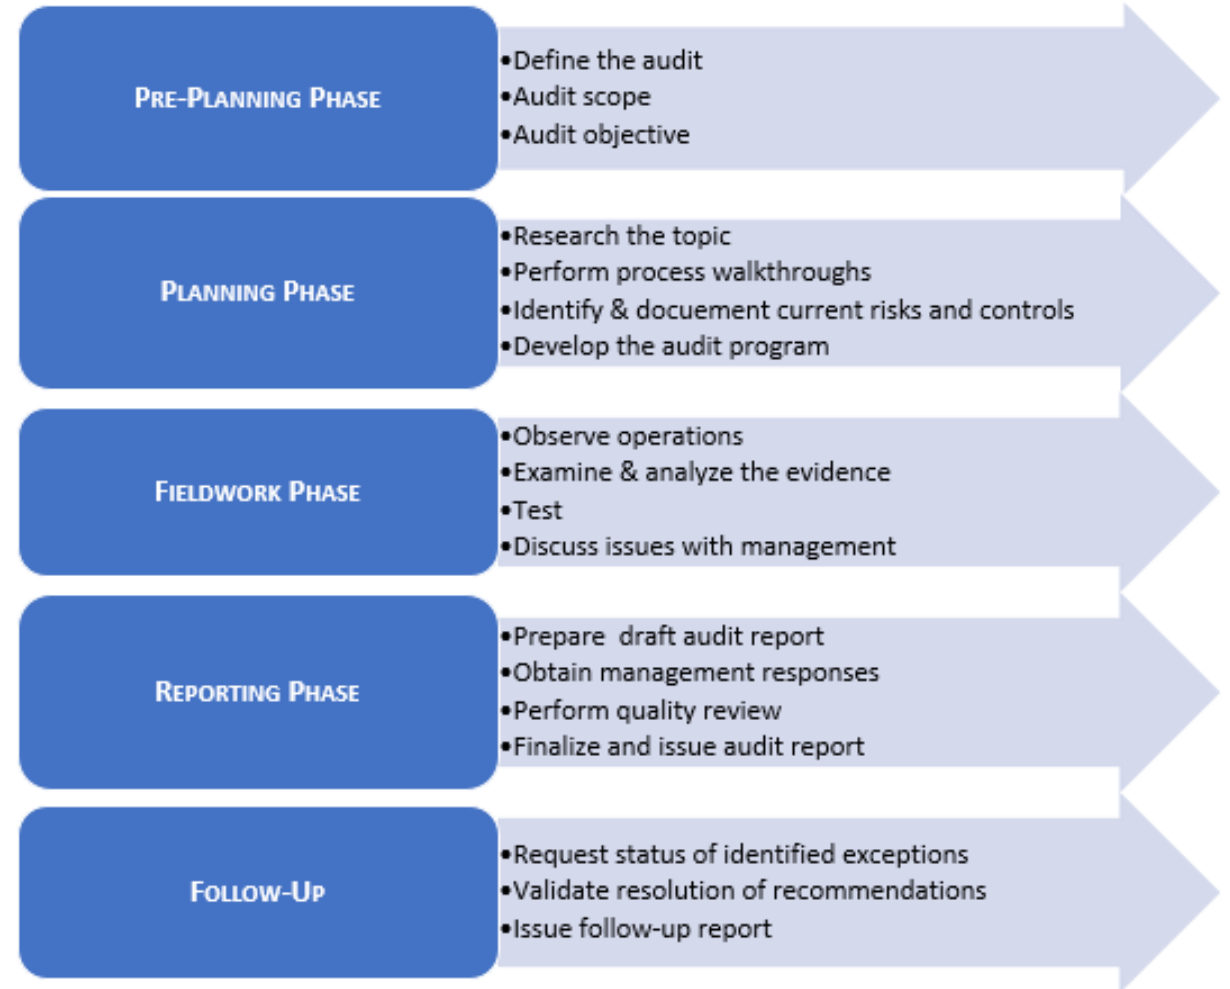 PRE-PLANNING PHASE
•Define the audit
•Audit scope
•Audit objective
PLANNING PHASE
•Research the topic
•Perform process walkthroughs
•Identify & docuement current risks and controls
•Develop the audit program
FIELDWORK PHASE
•Observe operations
•Examine & analyze the evidence
•Test
•Discuss issues with management
REPORTING PHASE
•Prepare  draft audit report
•Obtain management responses
•Perform quality review
•Finalize and issue audit report
FOLLOW-UP
•Request status of identified exceptions
•Validate resolution of recommendations
•Issue follow-up report